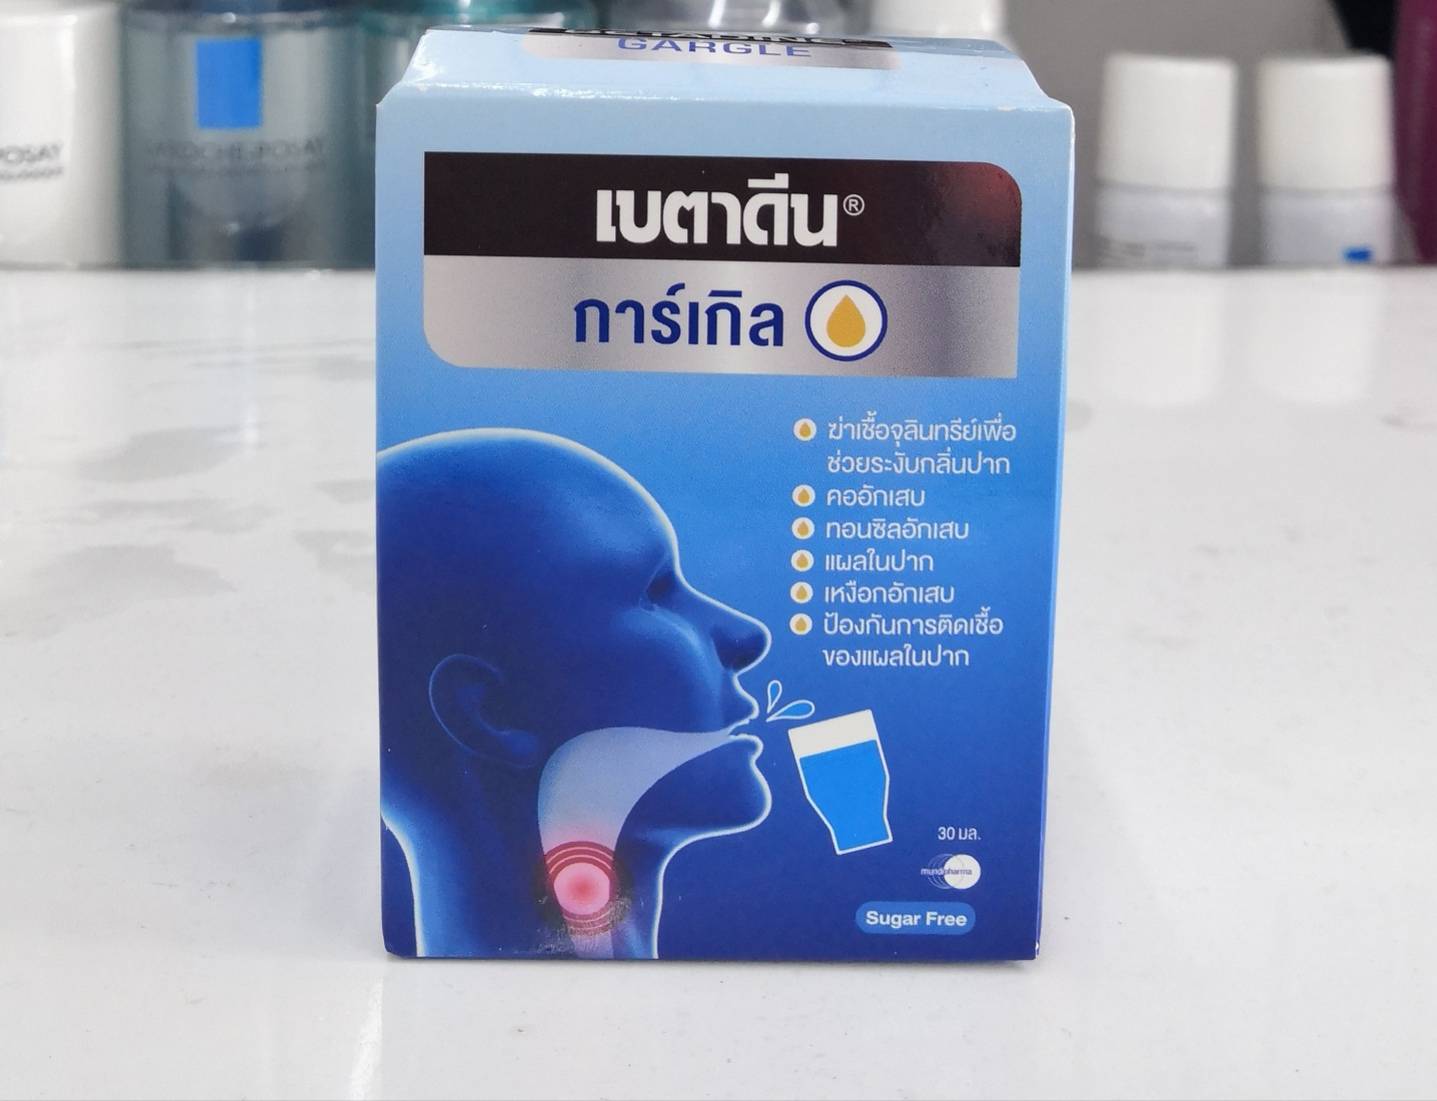 GARGLE
เบตาดีน®
การ์เกิล
ฆ่าเชื้อจุลินทรีย์เพื่อ
ช่วยระงับกลิ่นปาก
คออักเสบ
ทอนซิลอักเสบ
แผลในปาก
เหงือกอักเสบ
ป้องกันการติดเชื้อ
ของแผลในปาก
30 มล.
mundipharma
Sugar Free